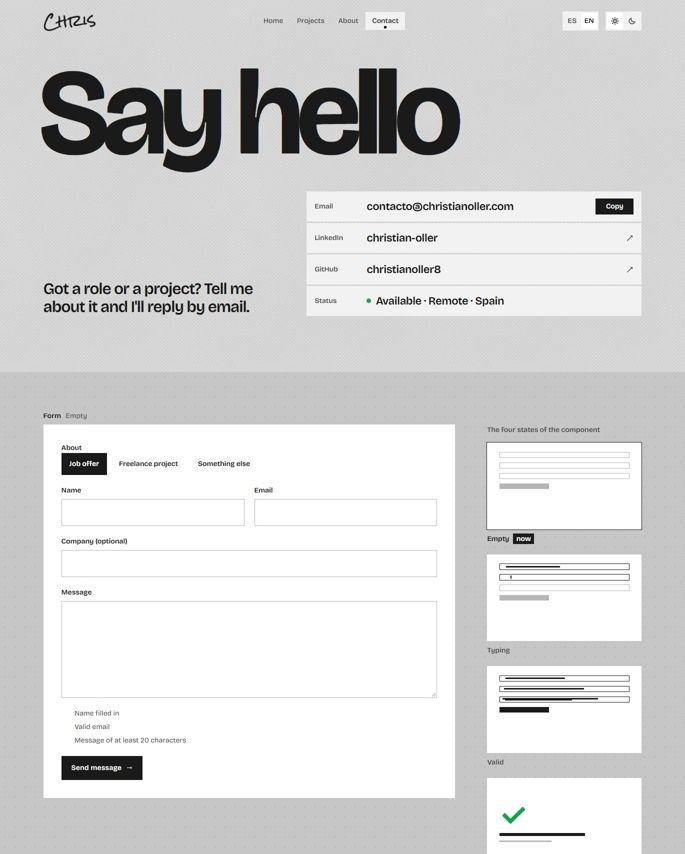 CHRIS
Home Projects About Contact
ES EN
Say hello
Email contacto@christianoller.com Copy
LinkedIn christian-oller ↗
GitHub christianoller8 ↗
Got a role or a project? Tell me
about it and I'll reply by email.
Status Available · Remote · Spain
Form Empty
About
Job offer Freelance project Something else
Name Email
Company (optional)
Message
Name filled in
Valid email
Message of at least 20 characters
Send message →
The four states of the component
Empty now
Typing
Valid